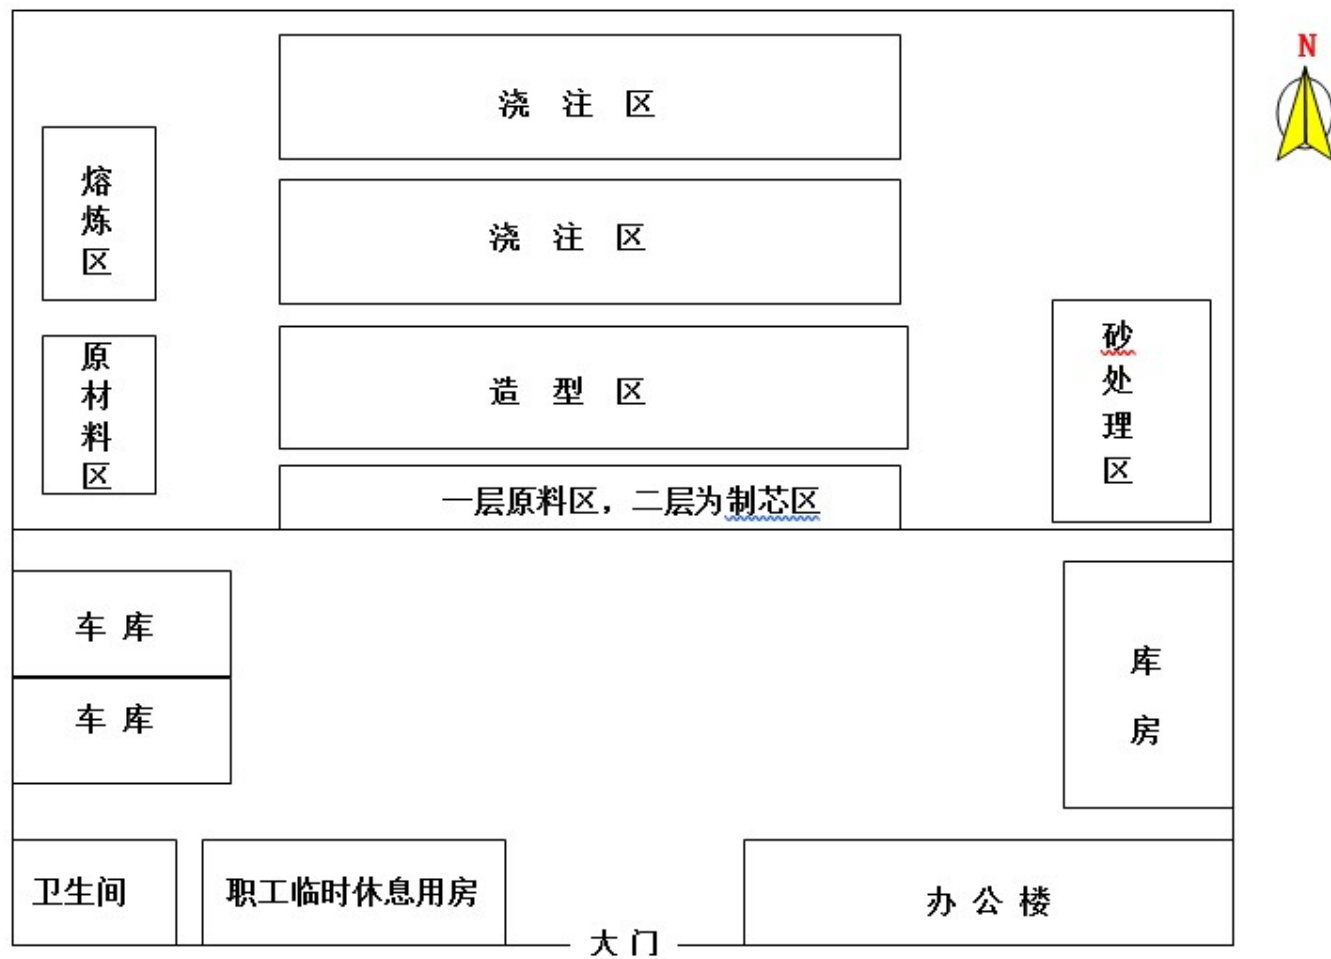 N
浇 注 区
熔炼区
浇 注 区
原材料区
造 型 区
砂处理区
一层原料区，二层为制芯区
车 库
车 库
库房
卫生间
职工临时休息用房
办 公 楼
大 门